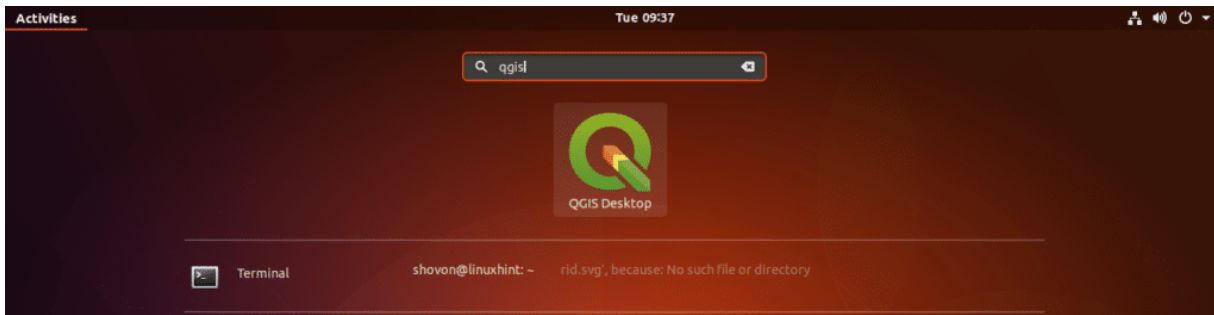 Activities
Tue 09:37
qgis
QGIS Desktop
Terminal
shovon@linuxhint: ~ rid.svg', because: No such file or directory